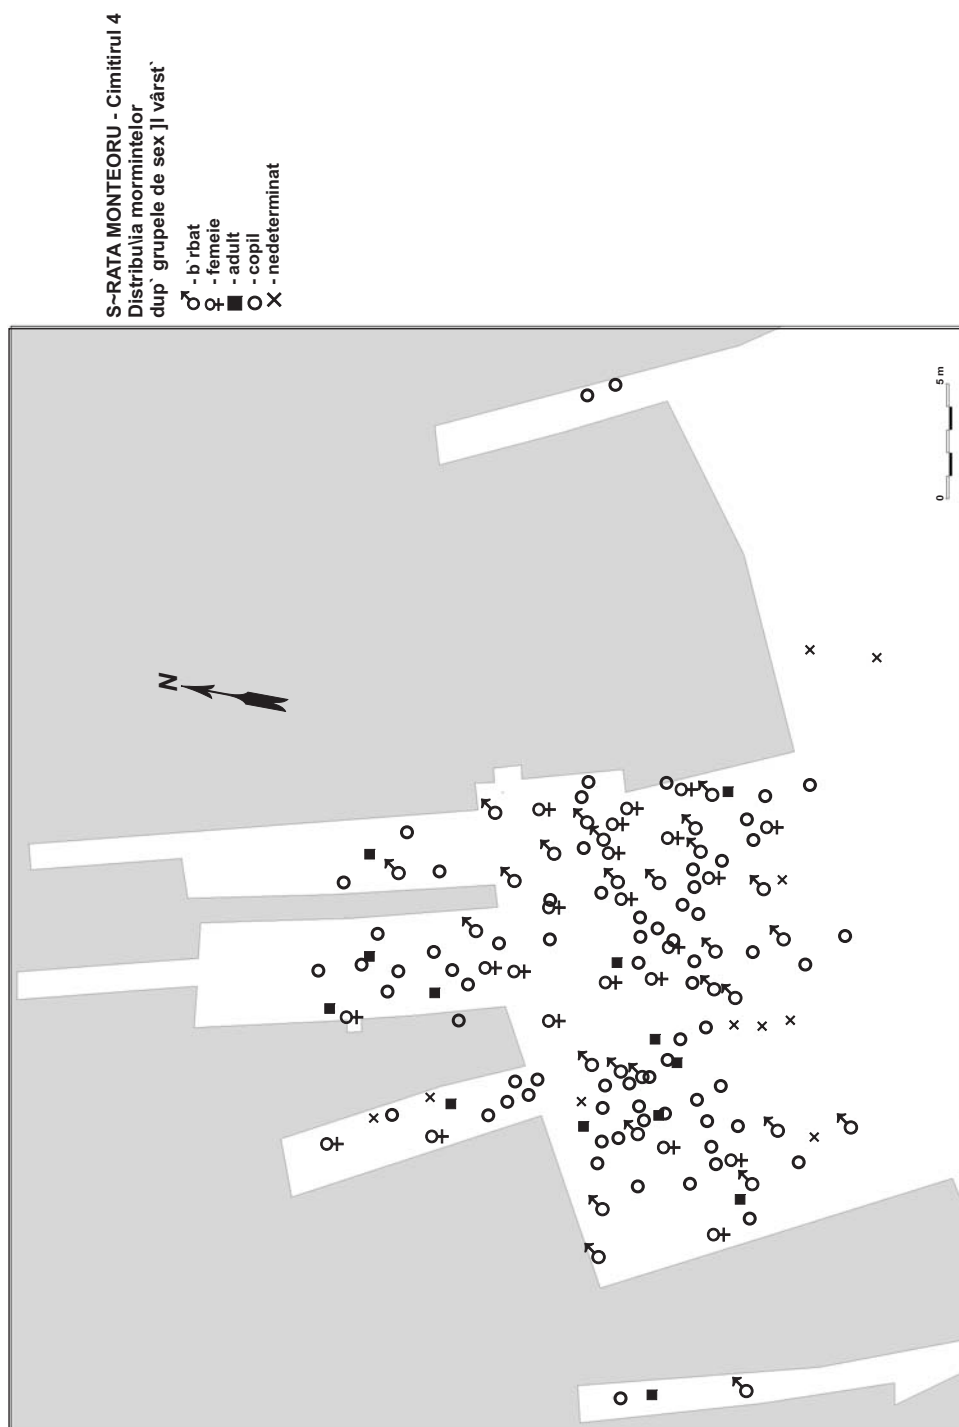 S~RATA MONTEORU - Cimitirul 4
Distribu\ia mormintelor
dup` grupele de sex ]I vârst`
- b`rbat
- femeie
- adult
- copil
- nedeterminat
N
0 5 m